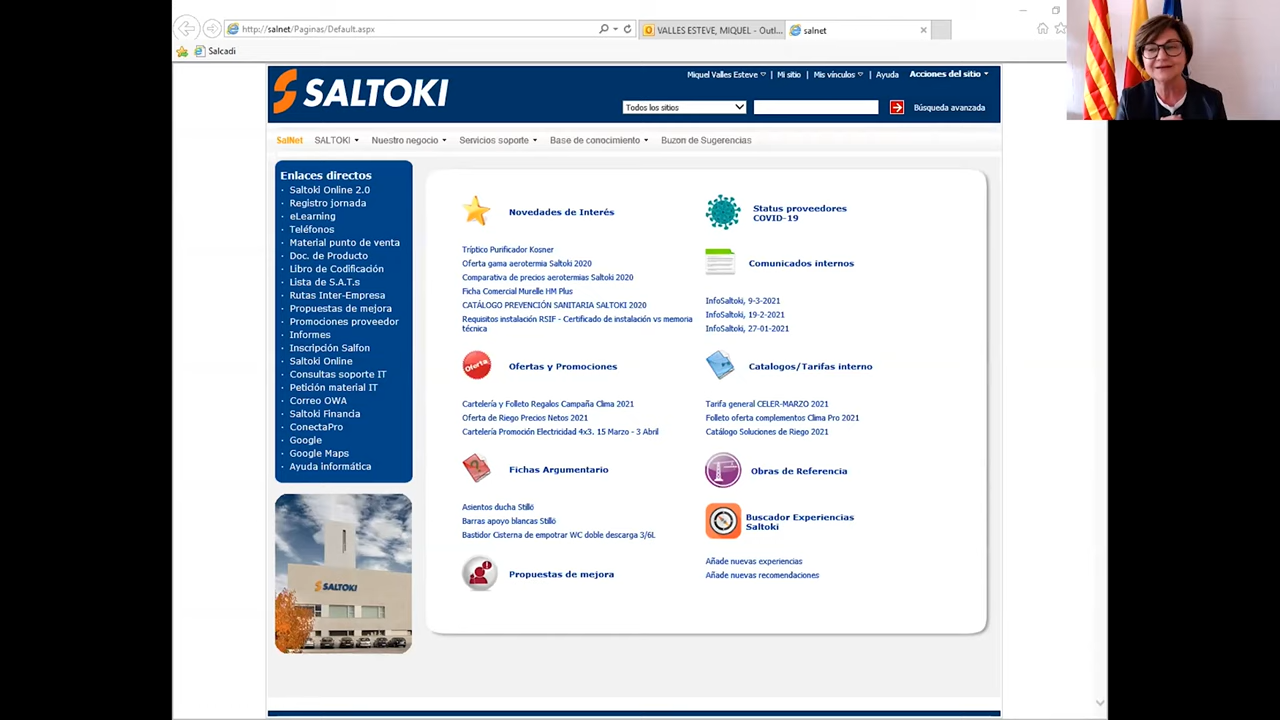 http://salnet/Paginas/Default.aspx
VALLES ESTEVE, MIQUEL - Outl...
salnet
Salcadi
SALTOKI
Miquel Valles Esteve | Mi sitio | Mis vínculos | Ayuda Acciones del sitio
Todos los sitios
Búsqueda avanzada
SalNet SALTOKI Nuestro negocio Servicios soporte Base de conocimiento Buzon de Sugerencias
Enlaces directos
· Saltoki Online 2.0
· Registro jornada
· eLearning
· Teléfonos
· Material punto de venta
· Doc. de Producto
· Libro de Codificación
· Lista de S.A.T.s
· Rutas Inter-Empresa
· Propuestas de mejora
· Promociones proveedor
· Informes
· Inscripción Salfon
· Saltoki Online
· Consultas soporte IT
· Petición material IT
· Correo OWA
· Saltoki Financia
· ConectaPro
· Google
· Google Maps
· Ayuda informática
SALTOKI
Novedades de Interés
Tríptico Purificador Kosner
Oferta gama aerotermia Saltoki 2020
Comparativa de precios aerotermias Saltoki 2020
Ficha Comercial Murelle HM Plus
CATÁLOGO PREVENCIÓN SANITARIA SALTOKI 2020
Requisitos instalación RSIF - Certificado de instalación vs memoria
técnica
Status proveedores
COVID-19
Comunicados internos
InfoSaltoki, 9-3-2021
InfoSaltoki, 19-2-2021
InfoSaltoki, 27-01-2021
Oferta
Ofertas y Promociones
Cartelería y Folleto Regalos Campaña Clima 2021
Oferta de Riego Precios Netos 2021
Cartelería Promoción Electricidad 4x3. 15 Marzo - 3 Abril
Catalogos/Tarifas interno
Tarifa general CELER-MARZO 2021
Folleto oferta complementos Clima Pro 2021
Catálogo Soluciones de Riego 2021
Fichas Argumentario
Asientos ducha Stillö
Barras apoyo blancas Stillö
Bastidor Cisterna de empotrar WC doble descarga 3/6L
Obras de Referencia
Buscador Experiencias
Saltoki
Añade nuevas experiencias
Añade nuevas recomendaciones
Propuestas de mejora